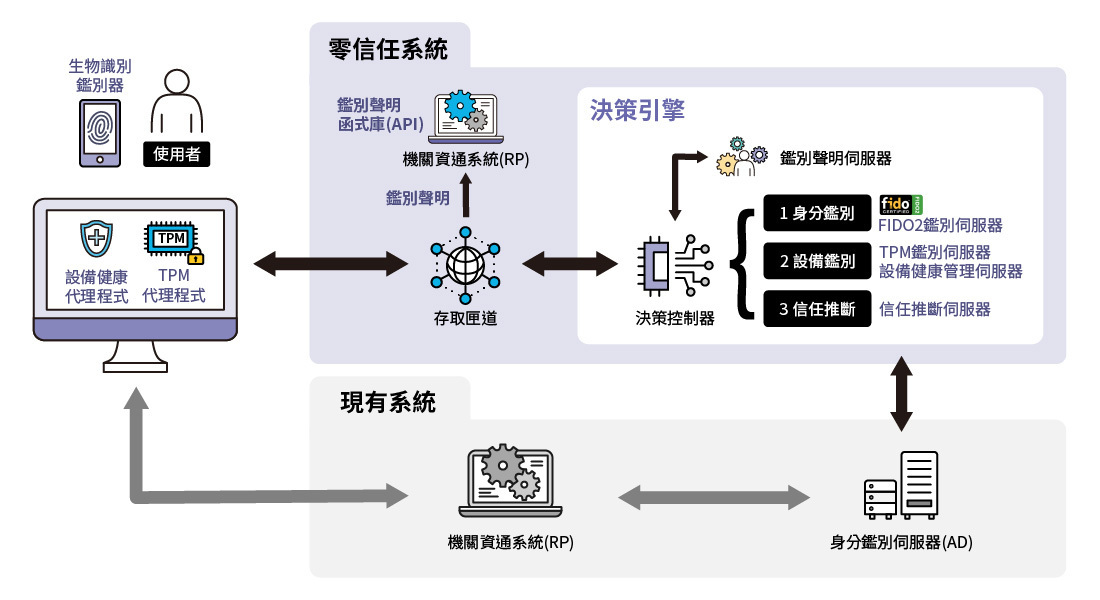 零信任系統
生物識別
鑑別器
使用者
TPM
設備健康
代理程式
TPM
代理程式
鑑別聲明
函式庫(API)
機關資通系統(RP)
鑑別聲明
存取匣道
決策引擎
鑑別聲明伺服器
決策控制器
1 身分鑑別
fido
CERTIFIED
FIDO2
FIDO2鑑別伺服器
2 設備鑑別
TPM鑑別伺服器
設備健康管理伺服器
3 信任推斷
信任推斷伺服器
現有系統
機關資通系統(RP)
身分鑑別伺服器(AD)